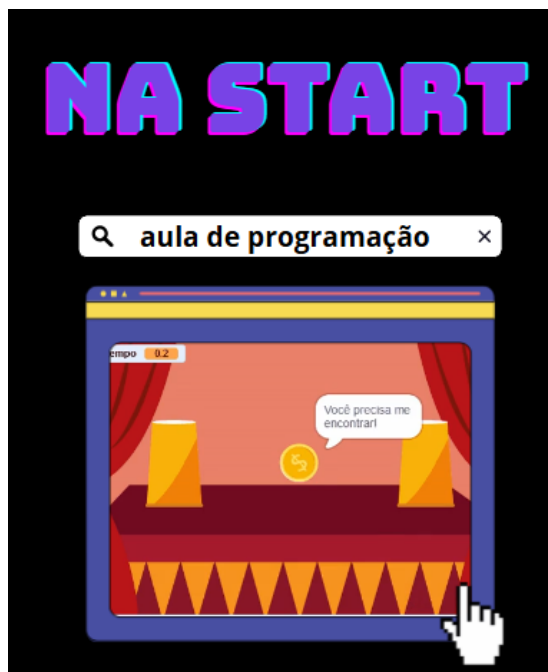 NA START
aula de programação
empo 0.2
Você precisa me
encontrar!